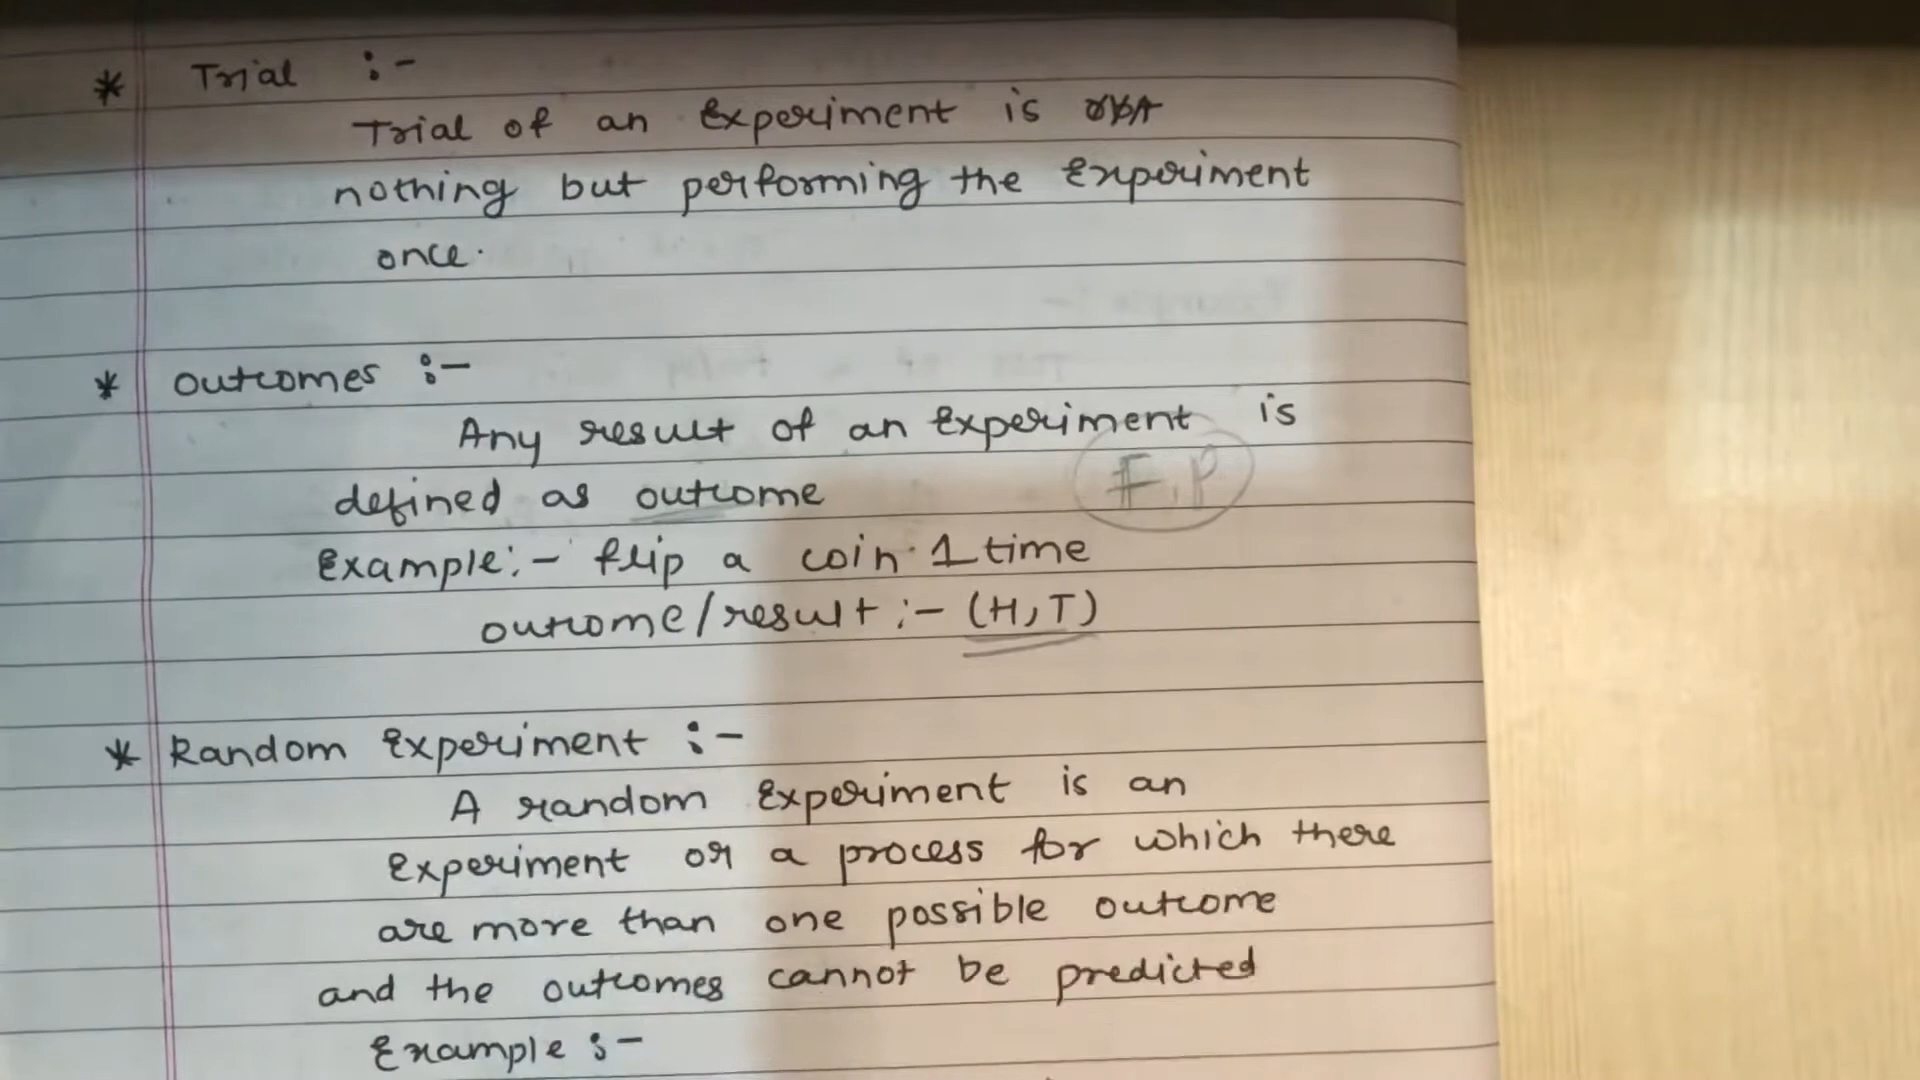 * Trial :-
Trial of an Experiment is
nothing but performing the Experiment
once.
* outcomes :-
Any result of an Experiment is
defined as outcome
F.P
Example:- flip a coin 1 time
outcome/result :- (H,T)
* Random Experiment :-
A random Experiment is an
Experiment or a process for which there
are more than one possible outcome
and the outcomes cannot be predicted
Example :-